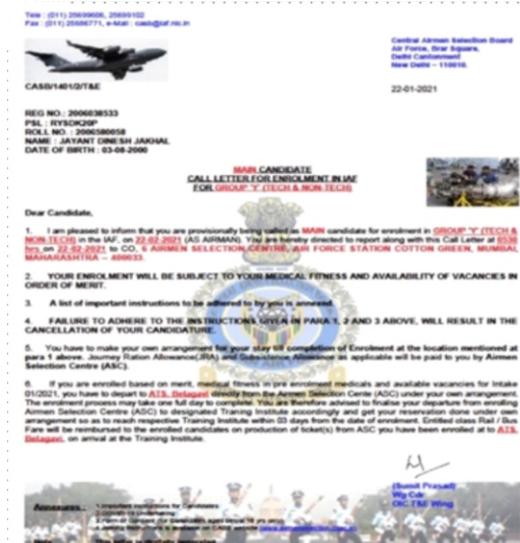 Tele : (011) 25699606, 25699102
Fax : (011) 25686771, e-Mail : casb@iaf.nic.in
Central Airmen Selection Board
Air Force, Brar Square,
Delhi Cantonment
New Delhi – 110010.
CASB/1401/2/T&E
22-01-2021
REG NO.: 2006038533
PSL : RYSDK20P
ROLL NO. : 2006580058
NAME : JAYANT DINESH JAKHAL
DATE OF BIRTH : 03-08-2000
MAIN CANDIDATE
CALL LETTER FOR ENROLMENT IN IAF
FOR GROUP 'Y' (TECH & NON-TECH)
Dear Candidate,
1. I am pleased to inform that you are provisionally being called as MAIN candidate for enrolment in GROUP 'Y' (TECH &
NON-TECH) in the IAF, on 22-02-2021 (AS AIRMAN). You are hereby directed to report along with this Call Letter at 0530
hrs on 22-02-2021 to CO, 6 AIRMEN SELECTION CENTRE, AIR FORCE STATION COTTON GREEN, MUMBAI,
MAHARASHTRA – 400033.
2. YOUR ENROLMENT WILL BE SUBJECT TO YOUR MEDICAL FITNESS AND AVAILABILITY OF VACANCIES IN
ORDER OF MERIT.
3. A list of important instructions to be adhered to by you is annexed.
4. FAILURE TO ADHERE TO THE INSTRUCTIONS GIVEN IN PARA 1, 2 AND 3 ABOVE, WILL RESULT IN THE
CANCELLATION OF YOUR CANDIDATURE.
5. You have to make your own arrangement for your stay till completion of Enrolment at the location mentioned at
para 1 above. Journey Ration Allowance(JRA) and Subsistence Allowance as applicable will be paid to you by Airmen
Selection Centre (ASC).
6. If you are enrolled based on merit, medical fitness in pre enrolment medicals and available vacancies for Intake
01/2021, you have to depart to ATS, Belagavi directly from the Airmen Selection Cente (ASC) under your own arrangement.
The enrolment process may take one full day to complete. You are therefore advised to finalise your departure from enrolling
Airmen Selection Centre (ASC) to designated Training Institute accordingly and get your reservation done under own
arrangement so as to reach respective Training Institute within 03 days from the date of enrolment. Entitled class Rail / Bus
Fare will be reimbursed to the enrolled candidates on production of ticket(s) from ASC you have been enrolled at to ATS,
Belagavi, on arrival at the Training Institute.
(Sumit Prasad)
Wg Cdr
OIC T&E Wing
Annexures :
1.Important Instructions for Candidates